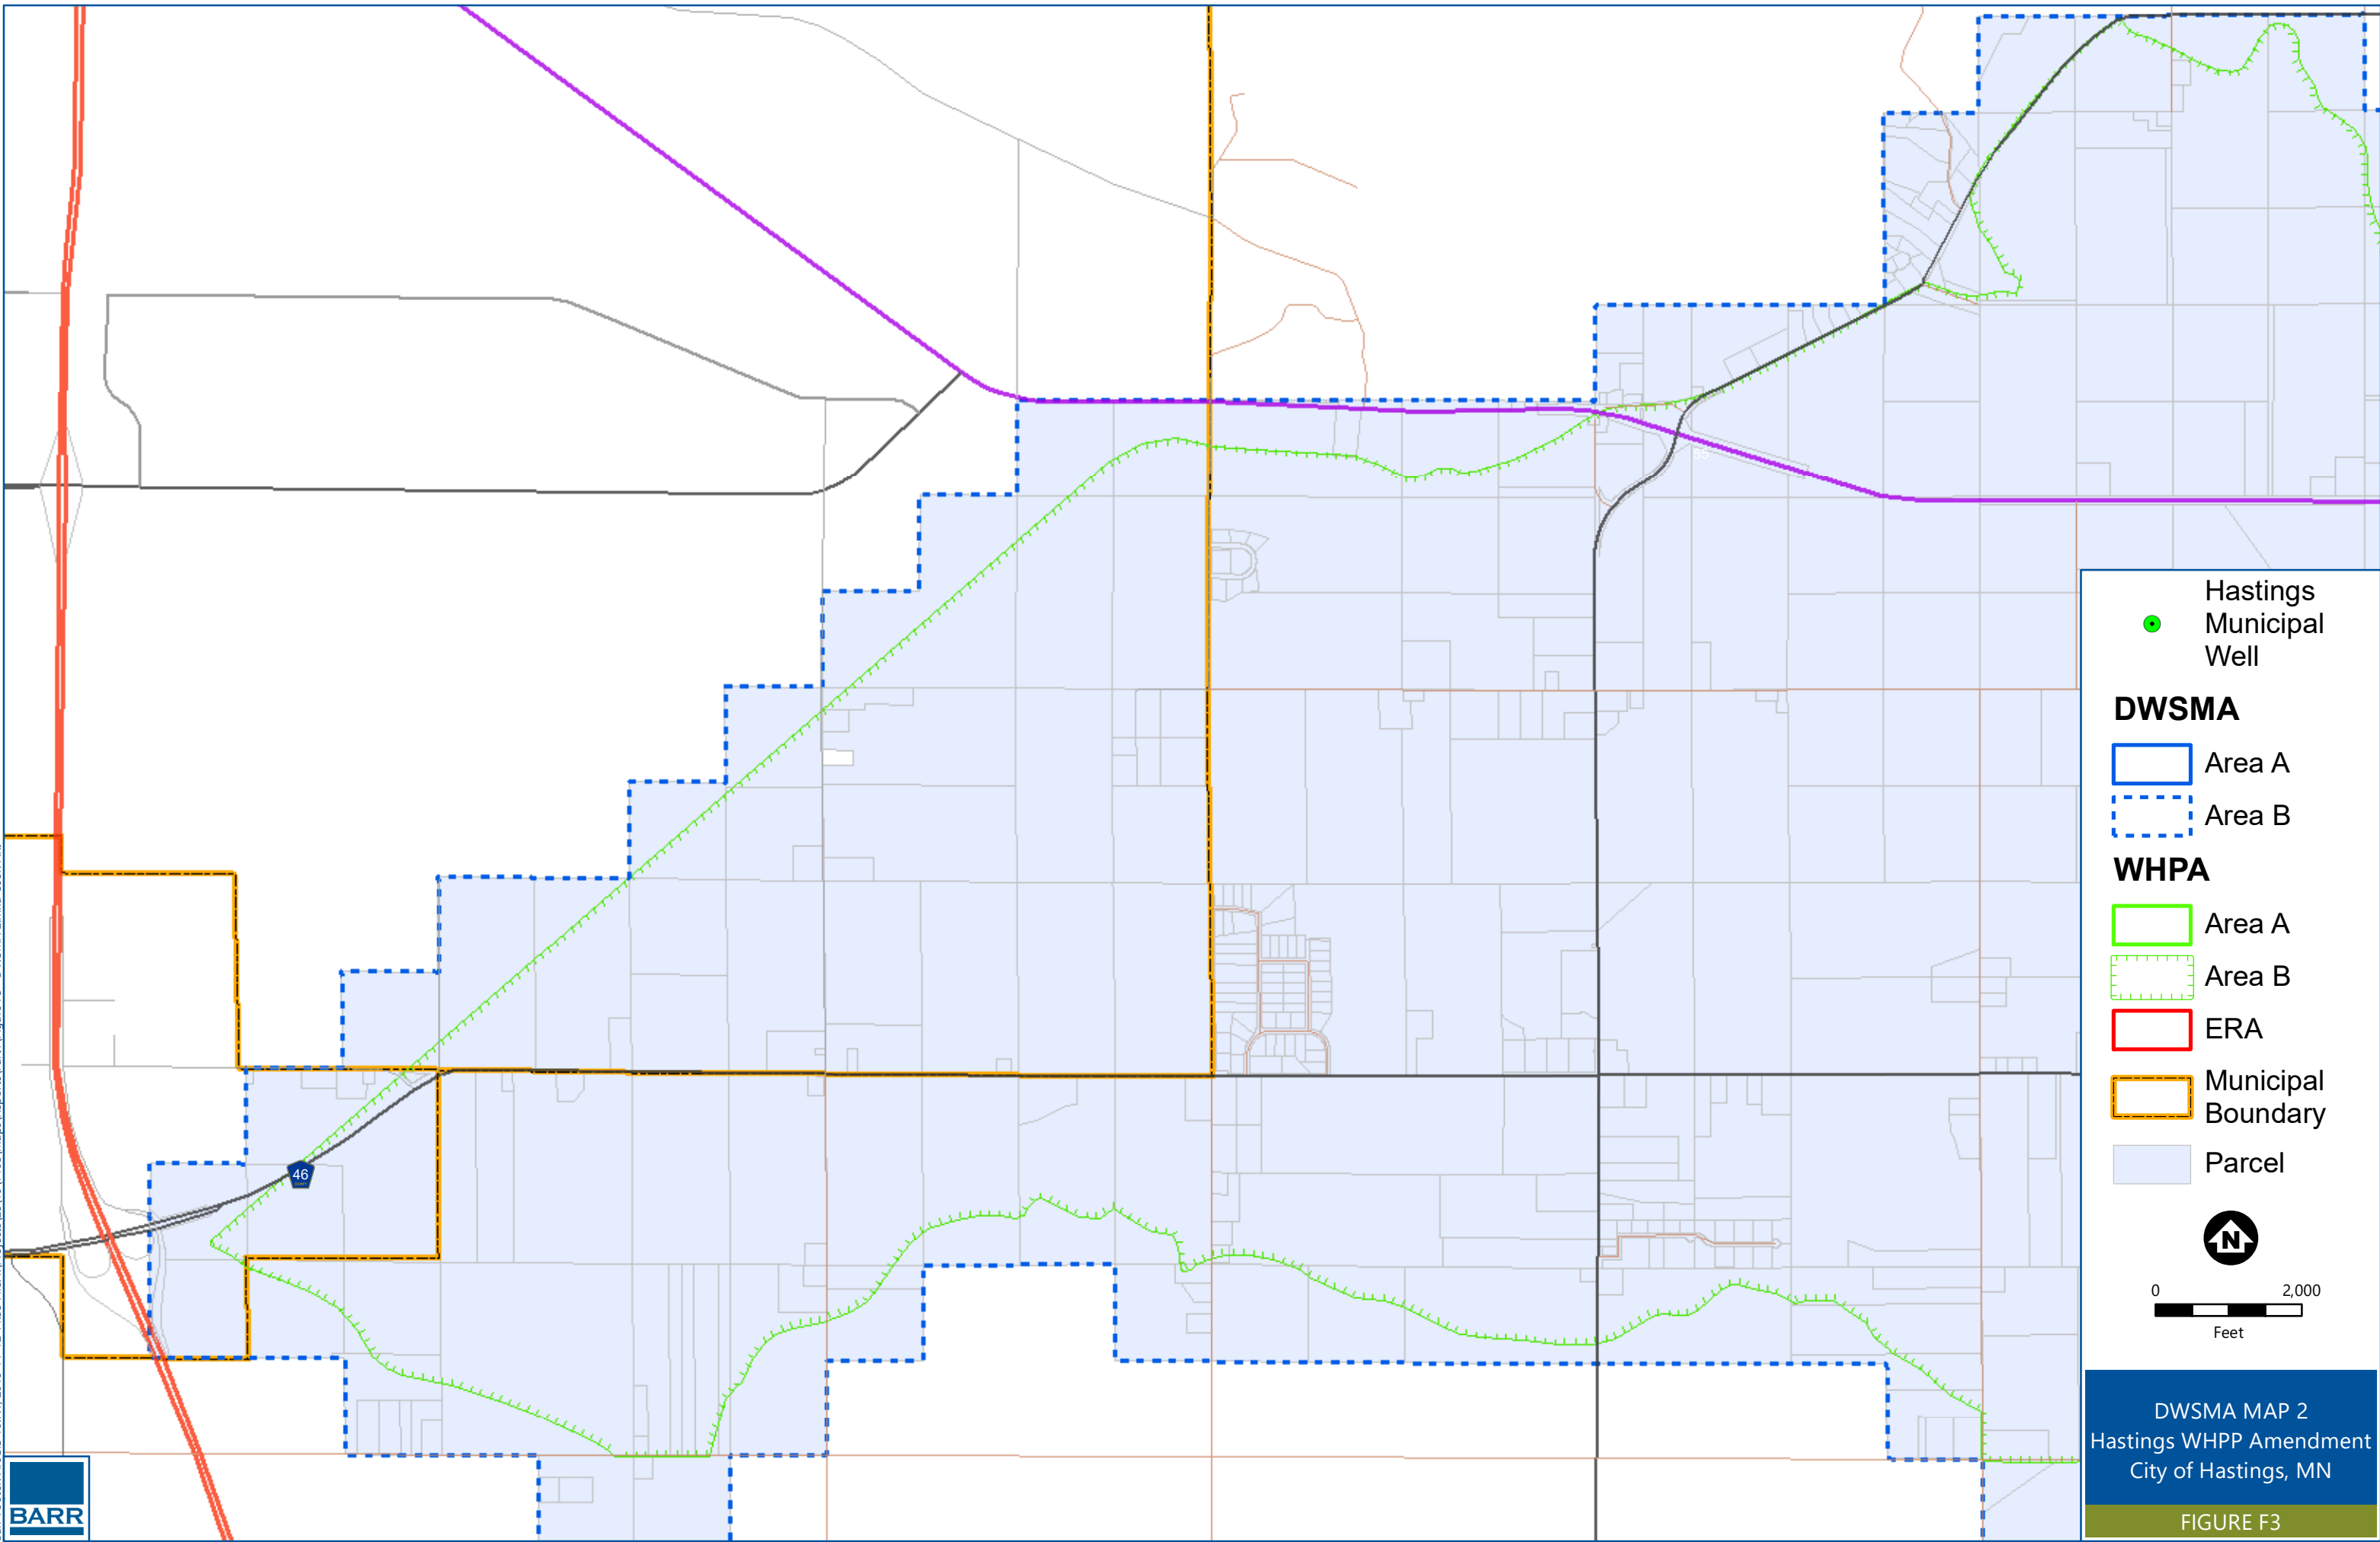 55
46
Hastings
Municipal
Well
DWSMA
Area A
Area B
WHPA
Area A
Area B
ERA
Municipal
Boundary
Parcel
N
0 2,000
Feet
DWSMA MAP 2
Hastings WHPP Amendment
City of Hastings, MN
FIGURE F3
BARR